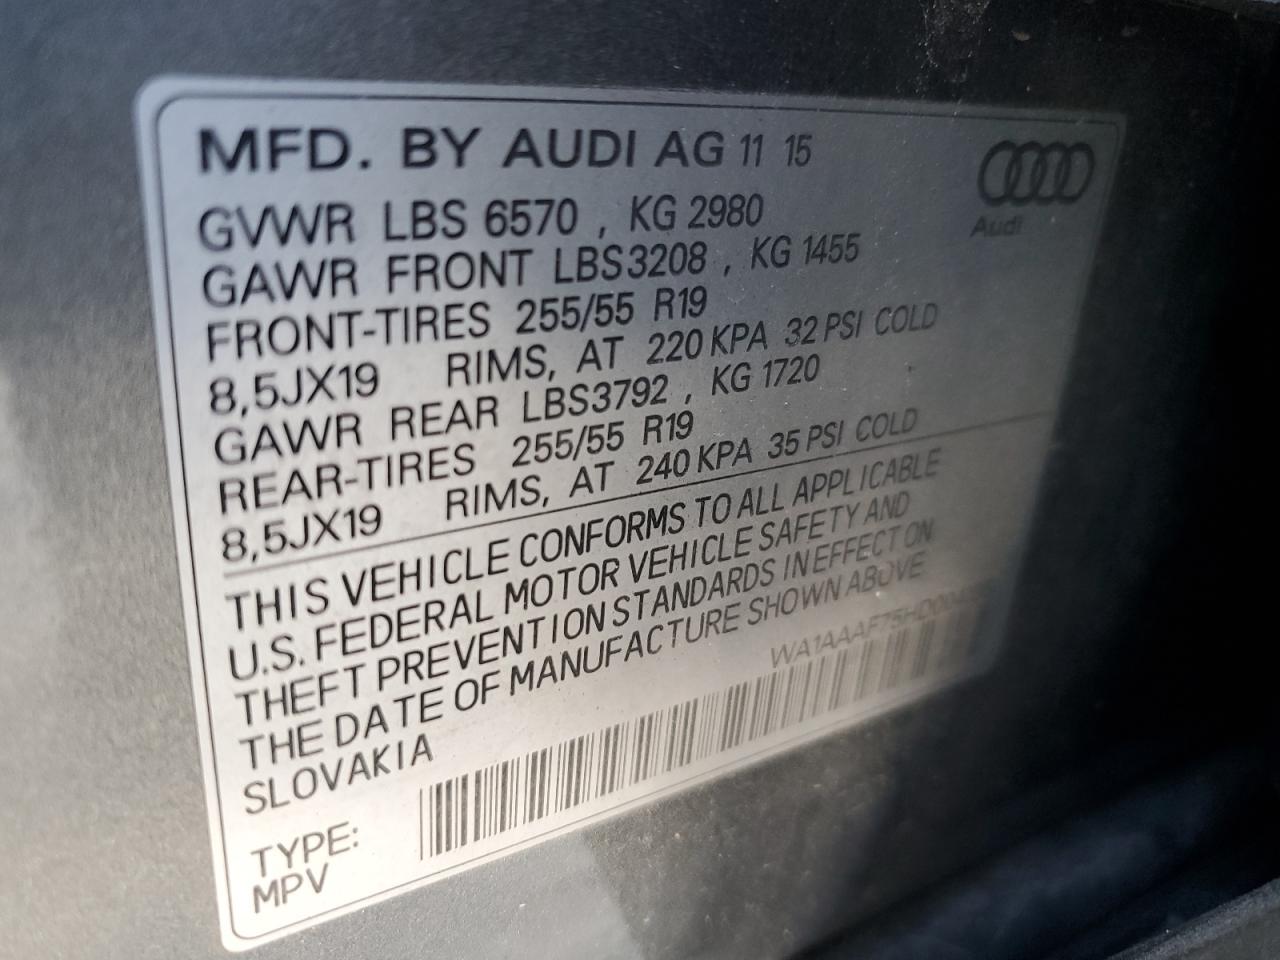 MFD. BY AUDI AG 11 15
Audi
GVWR LBS 6570 , KG 2980
GAWR FRONT LBS3208 , KG 1455
FRONT-TIRES 255/55 R19
8,5JX19 RIMS, AT 220 KPA 32 PSI COLD
GAWR REAR LBS3792 , KG 1720
REAR-TIRES 255/55 R19
8,5JX19 RIMS, AT 240 KPA 35 PSI COLD
THIS VEHICLE CONFORMS TO ALL APPLICABLE
U.S. FEDERAL MOTOR VEHICLE SAFETY AND
THEFT PREVENTION STANDARDS IN EFFECT ON
THE DATE OF MANUFACTURE SHOWN ABOVE
SLOVAKIA
TYPE:
MPV